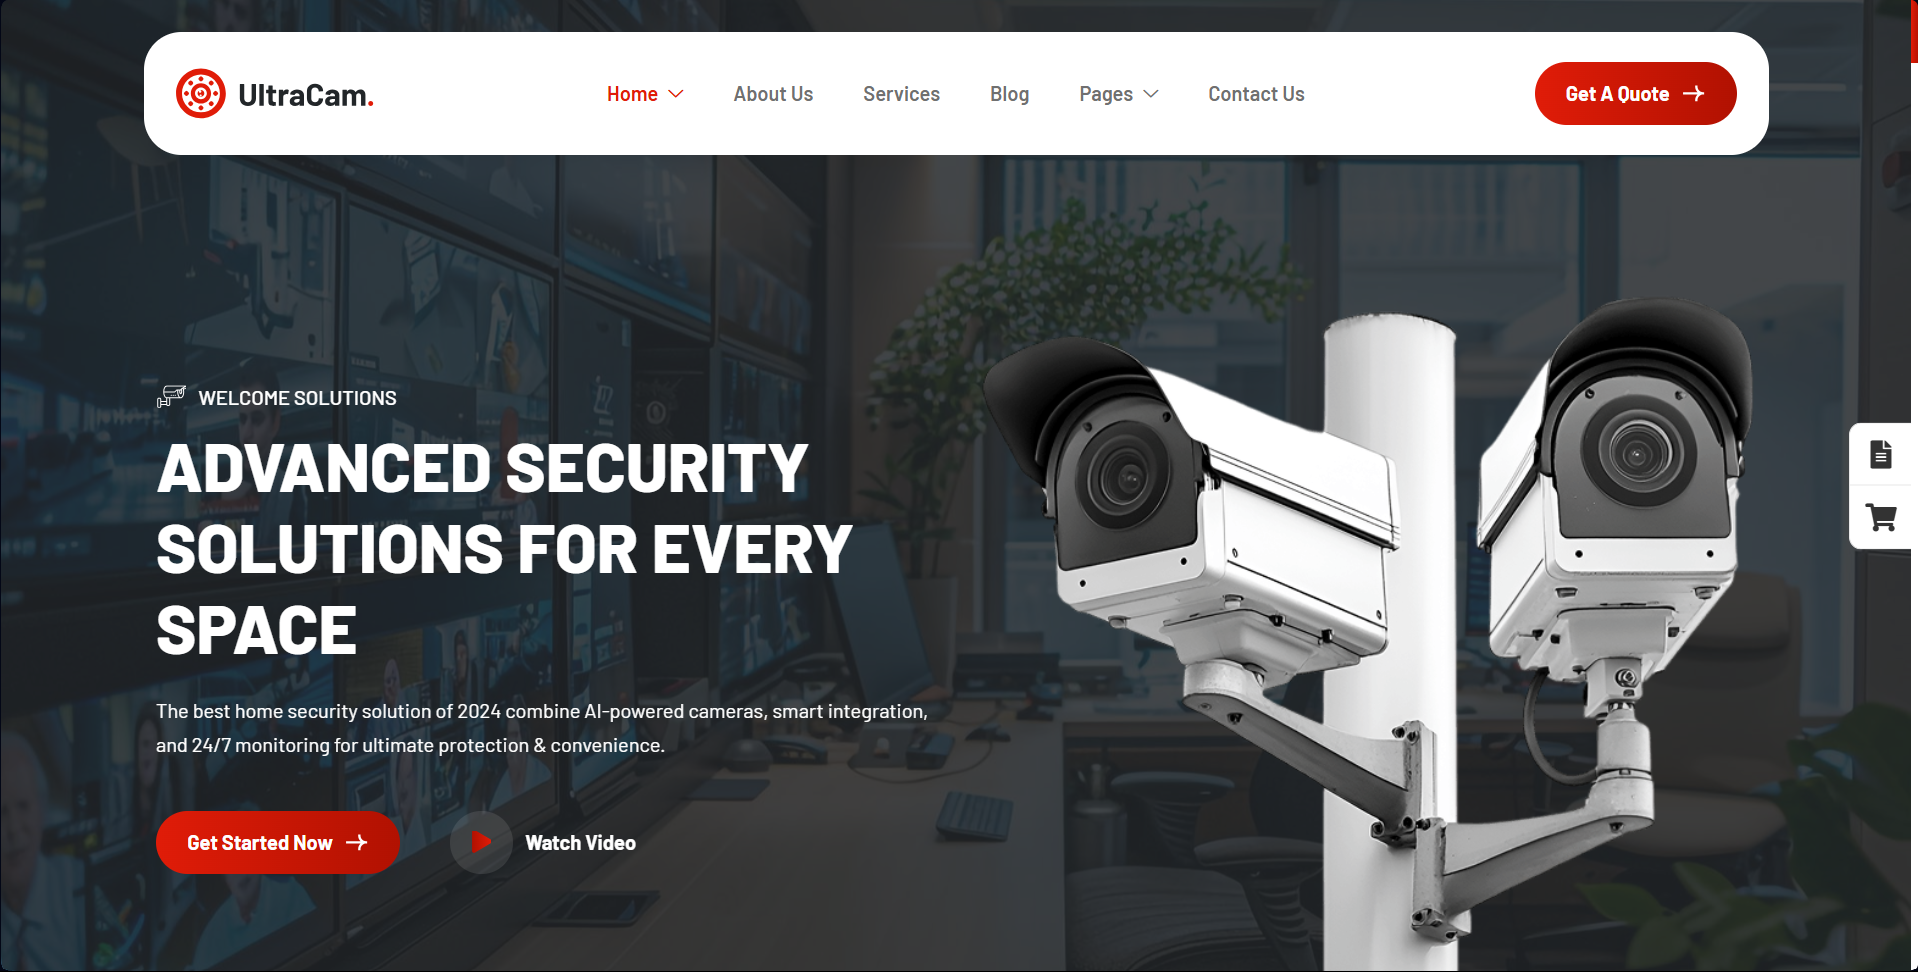 UltraCam.
Home
About Us
Services
Blog
Pages
Contact Us
Get A Quote
WELCOME SOLUTIONS
ADVANCED SECURITY
SOLUTIONS FOR EVERY
SPACE
The best home security solution of 2024 combine AI-powered cameras, smart integration,
and 24/7 monitoring for ultimate protection & convenience.
Get Started Now
Watch Video